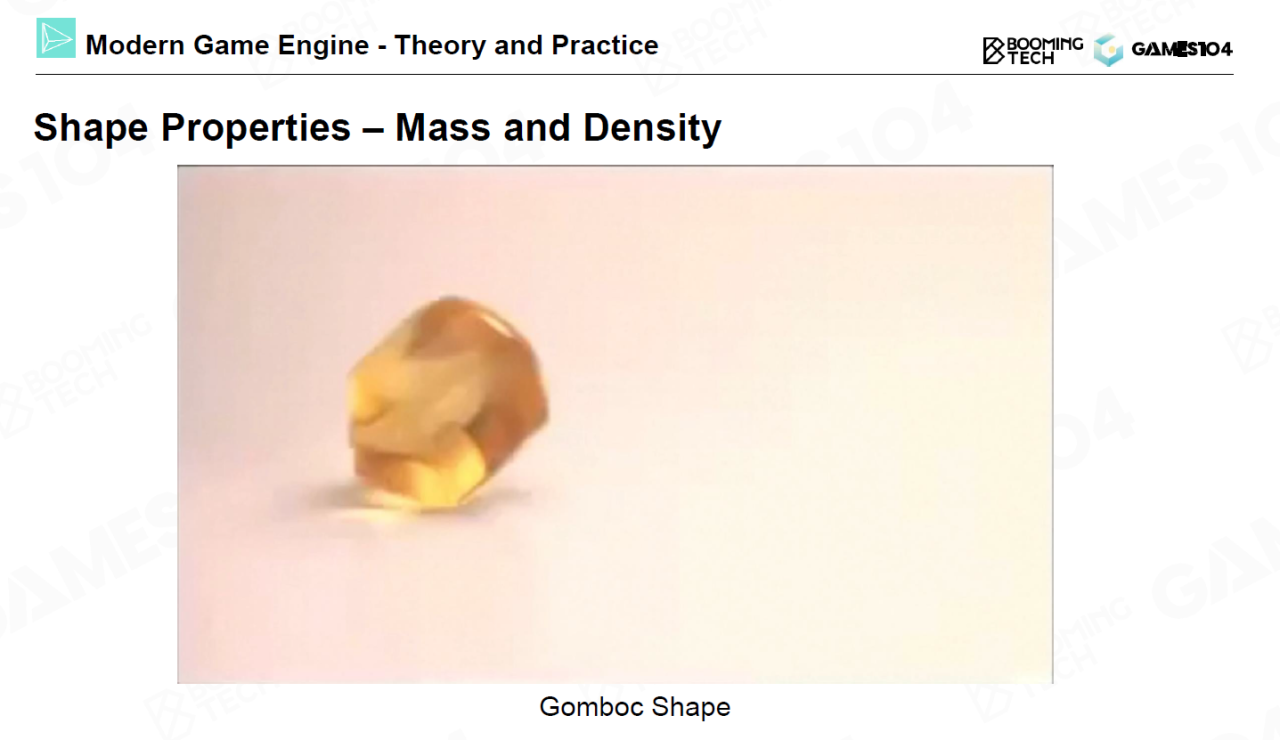 Modern Game Engine - Theory and Practice
BOOMING
TECH
GAMES104
Shape Properties – Mass and Density
Gomboc Shape